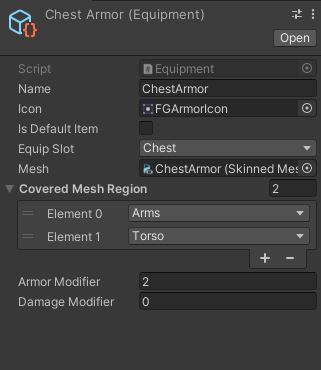 Chest Armor (Equipment)
Open
Script Equipment
Name ChestArmor
Icon FGArmorIcon
Is Default Item
Equip Slot Chest
Mesh ChestArmor (Skinned Mes
Covered Mesh Region 2
Element 0 Arms
Element 1 Torso
Armor Modifier 2
Damage Modifier 0